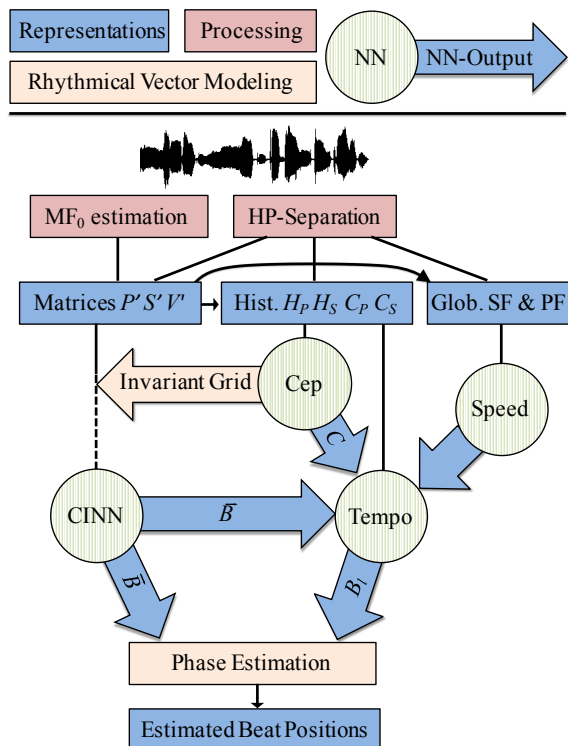 Representations
Processing
Rhythmical Vector Modeling
NN
NN-Output
MF₀ estimation
HP-Separation
Matrices P′ S′ V′
Hist. H_P H_S C_P C_S
Glob. SF & PF
Invariant Grid
Cep
Speed
C
CINN
B̄
Tempo
B̄
B₁
Phase Estimation
Estimated Beat Positions